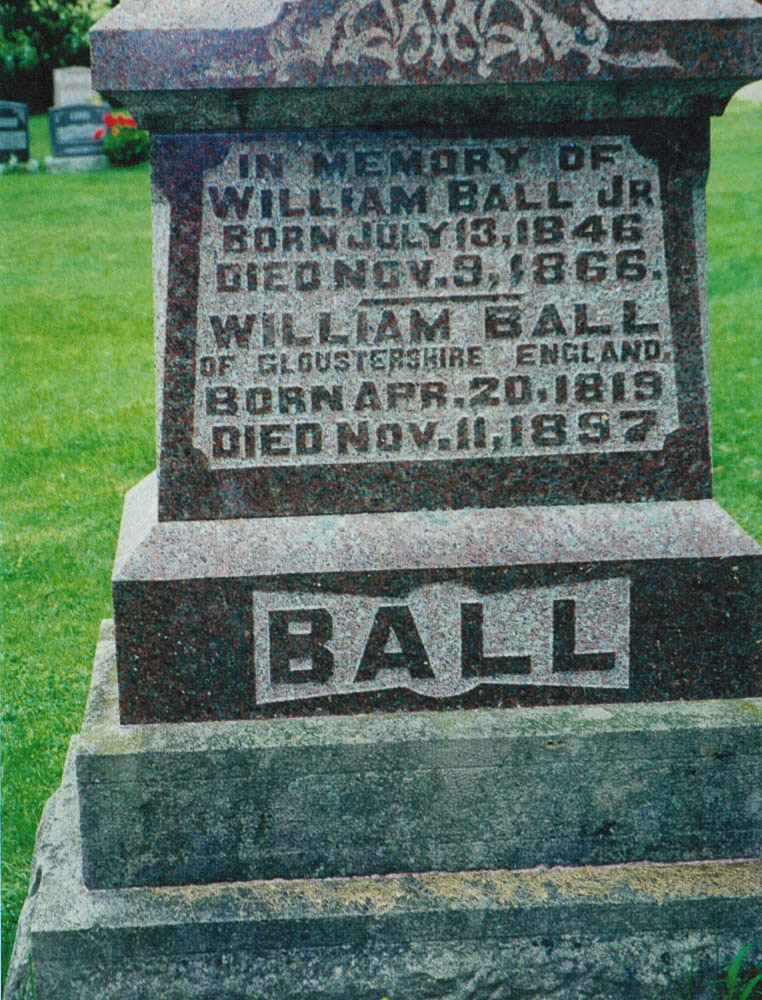 IN MEMORY OF
WILLIAM BALL JR
BORN JULY 13, 1846
DIED NOV. 3, 1866.
WILLIAM BALL
OF GLOUSTERSHIRE ENGLAND.
BORN APR. 20. 1819
DIED NOV. 11, 1897
BALL